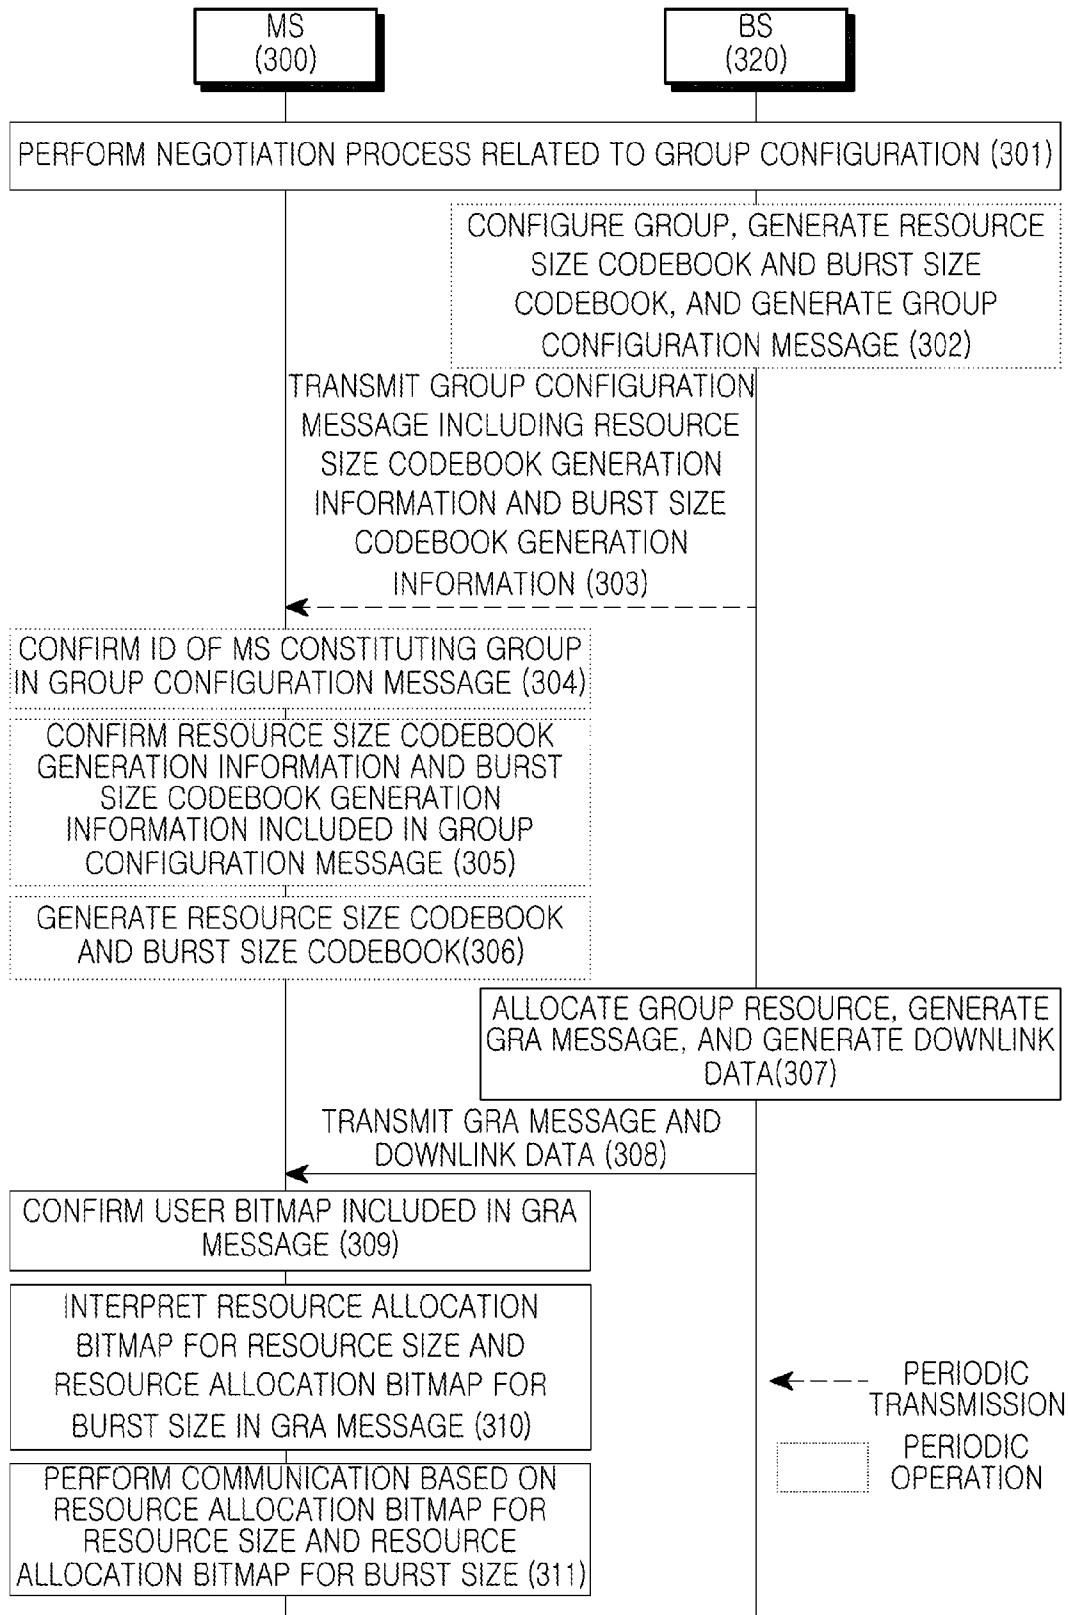 MS
(300)
BS
(320)
PERFORM NEGOTIATION PROCESS RELATED TO GROUP CONFIGURATION (301)
CONFIGURE GROUP, GENERATE RESOURCE
SIZE CODEBOOK AND BURST SIZE
CODEBOOK, AND GENERATE GROUP
CONFIGURATION MESSAGE (302)
TRANSMIT GROUP CONFIGURATION
MESSAGE INCLUDING RESOURCE
SIZE CODEBOOK GENERATION
INFORMATION AND BURST SIZE
CODEBOOK GENERATION
INFORMATION (303)
CONFIRM ID OF MS CONSTITUTING GROUP
IN GROUP CONFIGURATION MESSAGE (304)
CONFIRM RESOURCE SIZE CODEBOOK
GENERATION INFORMATION AND BURST
SIZE CODEBOOK GENERATION
INFORMATION INCLUDED IN GROUP
CONFIGURATION MESSAGE (305)
GENERATE RESOURCE SIZE CODEBOOK
AND BURST SIZE CODEBOOK(306)
ALLOCATE GROUP RESOURCE, GENERATE
GRA MESSAGE, AND GENERATE DOWNLINK
DATA(307)
TRANSMIT GRA MESSAGE AND
DOWNLINK DATA (308)
CONFIRM USER BITMAP INCLUDED IN GRA
MESSAGE (309)
INTERPRET RESOURCE ALLOCATION
BITMAP FOR RESOURCE SIZE AND
RESOURCE ALLOCATION BITMAP FOR
BURST SIZE IN GRA MESSAGE (310)
PERIODIC
TRANSMISSION
PERIODIC
OPERATION
PERFORM COMMUNICATION BASED ON
RESOURCE ALLOCATION BITMAP FOR
RESOURCE SIZE AND RESOURCE
ALLOCATION BITMAP FOR BURST SIZE (311)